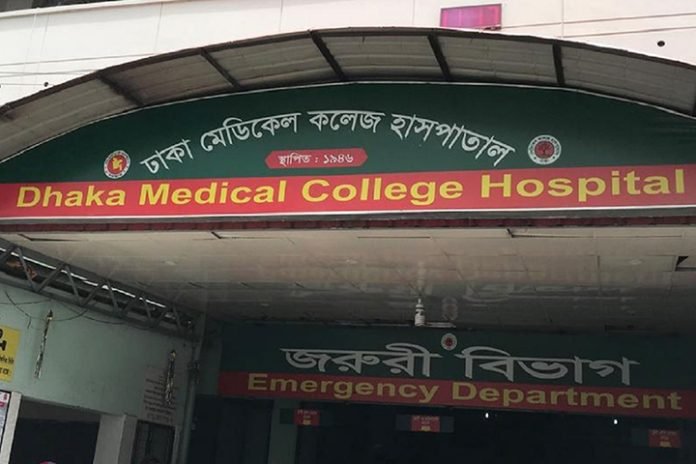 ঢাকা মেডিকেল কলেজ হাসপাতাল
স্থাপিত : ১৯৪৬
Dhaka Medical College Hospital
জরুরী বিভাগ
Emergency Department